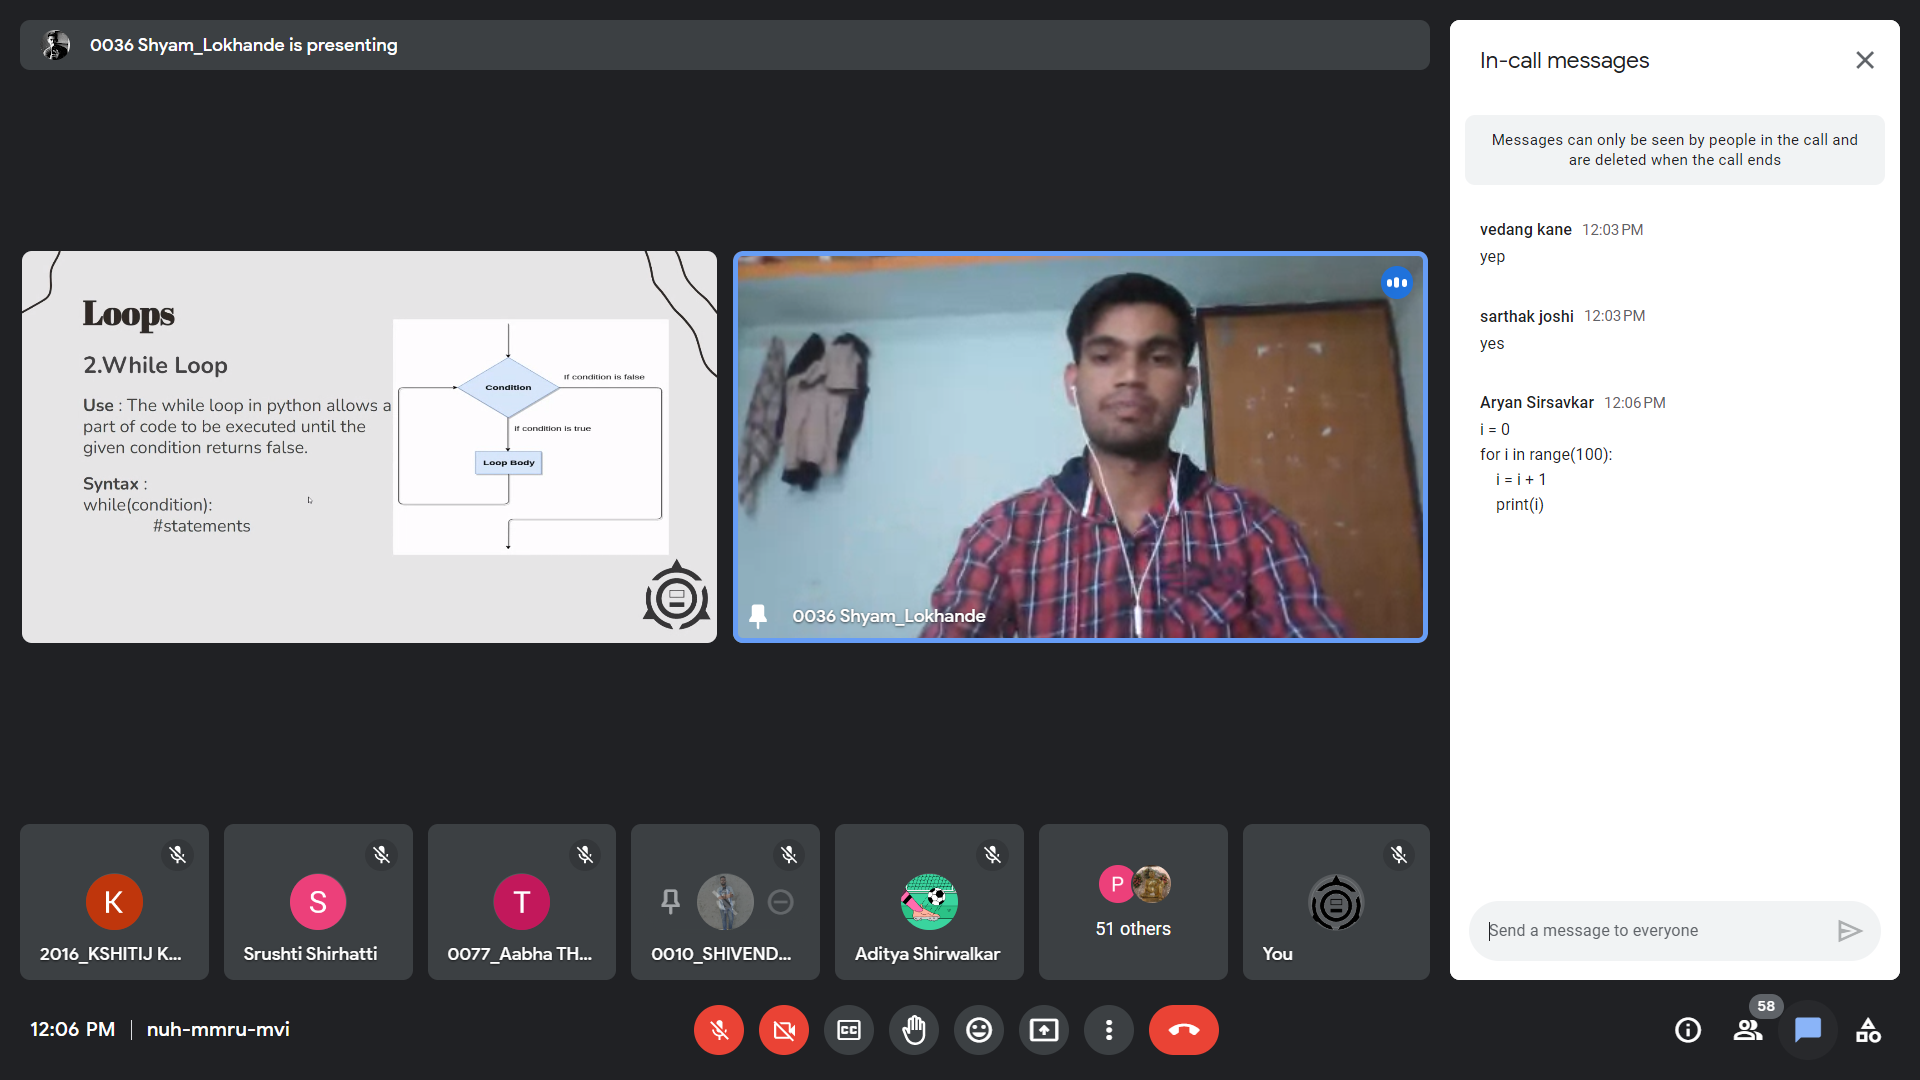 0036 Shyam_Lokhande is presenting
Loops
2.While Loop
Use : The while loop in python allows a
part of code to be executed until the
given condition returns false.
Syntax :
while(condition):
#statements
Condition
If condition is false
If condition is true
Loop Body
0036 Shyam_Lokhande
K
2016_KSHITIJ K...
S
Srushti Shirhatti
T
0077_Aabha TH...
0010_SHIVEND...
Aditya Shirwalkar
P
51 others
You
12:06 PM | nuh-mmru-mvi
CC
58
In-call messages
Messages can only be seen by people in the call and
are deleted when the call ends
vedang kane 12:03 PM
yep
sarthak joshi 12:03 PM
yes
Aryan Sirsavkar 12:06 PM
i = 0
for i in range(100):
i = i + 1
print(i)
Send a message to everyone